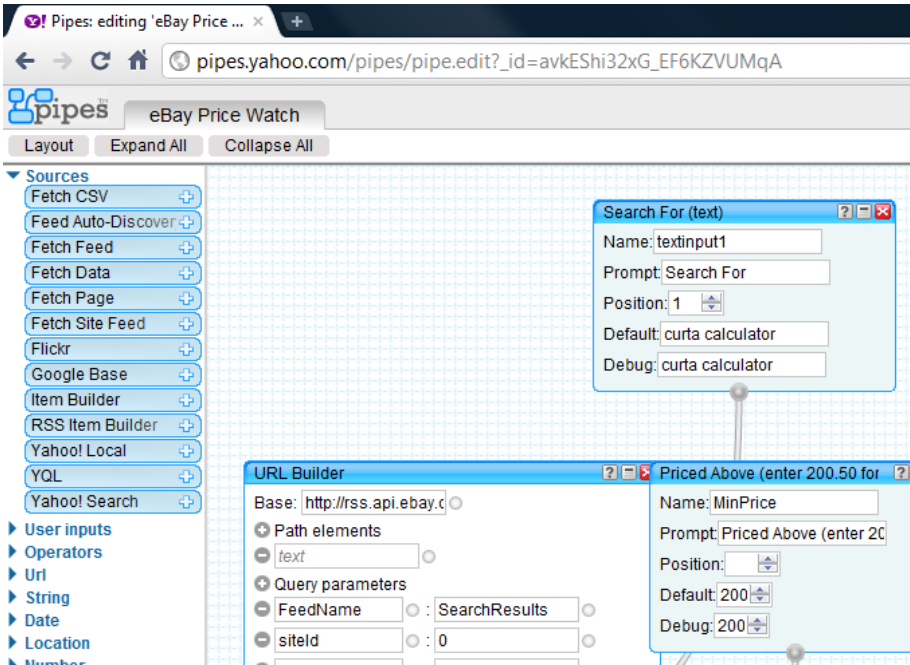 Pipes: editing 'eBay Price ...
pipes.yahoo.com/pipes/pipe.edit?_id=avkEShi32xG_EF6KZVUMqA
pipes
eBay Price Watch
Layout Expand All Collapse All
Sources
Fetch CSV
Feed Auto-Discover
Fetch Feed
Fetch Data
Fetch Page
Fetch Site Feed
Flickr
Google Base
Item Builder
RSS Item Builder
Yahoo! Local
YQL
Yahoo! Search
User inputs
Operators
Url
String
Date
Location
Number
Search For (text)
Name: textinput1
Prompt: Search For
Position: 1
Default: curta calculator
Debug: curta calculator
URL Builder
Base: http://rss.api.ebay.c
Path elements
text
Query parameters
FeedName : SearchResults
siteId : 0
Priced Above (enter 200.50 for
Name: MinPrice
Prompt: Priced Above (enter 20
Position:
Default: 200
Debug: 200